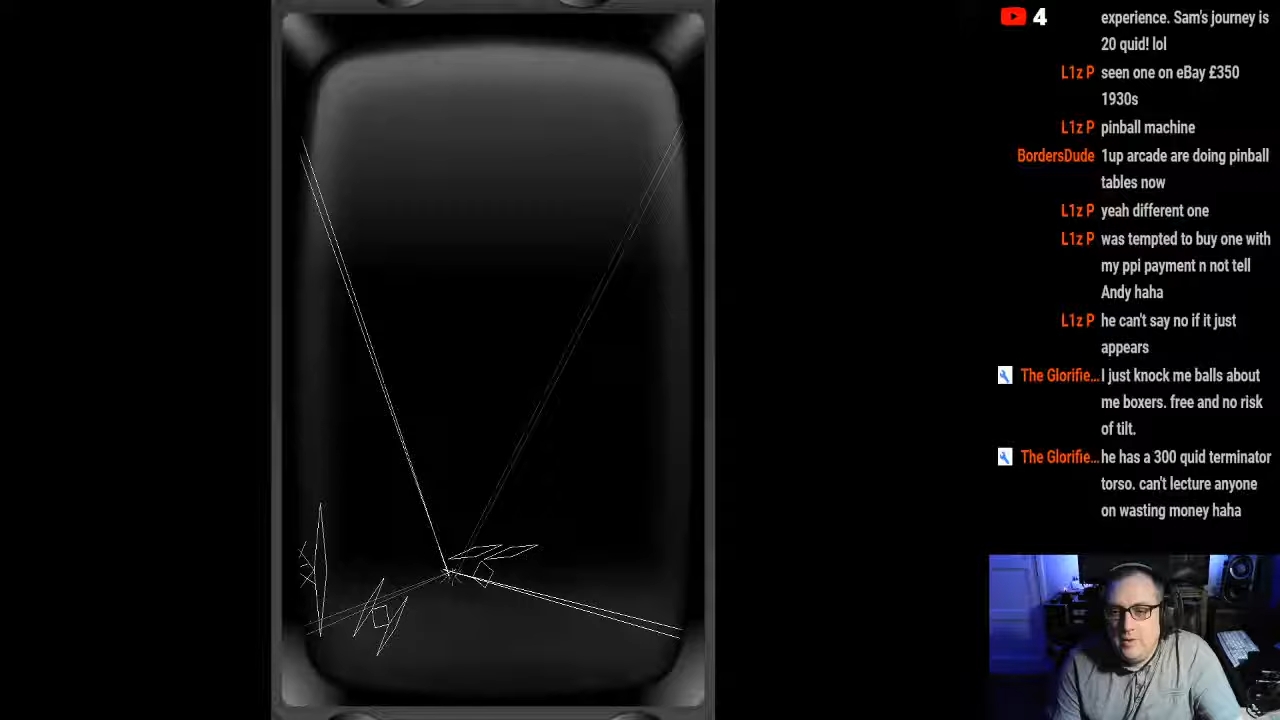 4
experience. Sam's journey is
20 quid! lol
L1z P seen one on eBay £350
1930s
L1z P pinball machine
BordersDude 1up arcade are doing pinball
tables now
L1z P yeah different one
L1z P was tempted to buy one with
my ppi payment n not tell
Andy haha
L1z P he can't say no if it just
appears
The Glorifie... I just knock me balls about
me boxers. free and no risk
of tilt.
The Glorifie... he has a 300 quid terminator
torso. can't lecture anyone
on wasting money haha